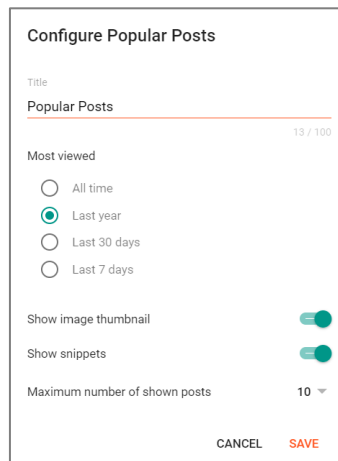 Configure Popular Posts
Title
Popular Posts
13 / 100
Most viewed
All time
Last year
Last 30 days
Last 7 days
Show image thumbnail
Show snippets
Maximum number of shown posts 10
CANCEL SAVE